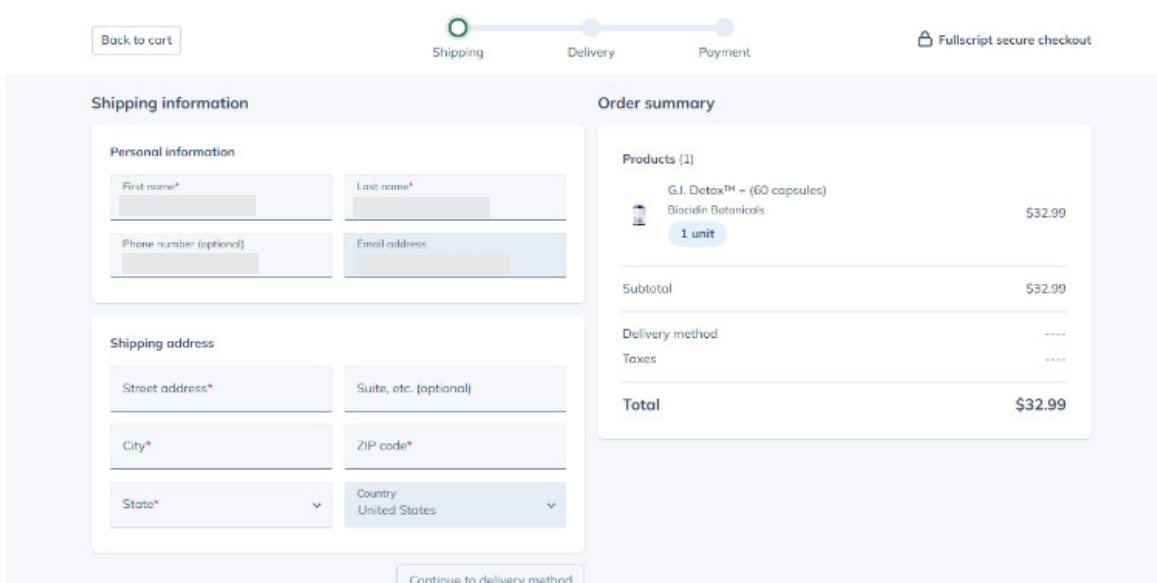 Back to cart
Shipping
Delivery
Payment
Fullscript secure checkout
Shipping information
Personal information
First name*
Last name*
Phone number (optional)
Email address
Shipping address
Street address*
Suite, etc. (optional)
City*
ZIP code*
State*
Country
United States
Continue to delivery method
Order summary
Products (1)
G.I. Detox™ + (60 capsules)
Biocidin Botanicals
$32.99
1 unit
Subtotal $32.99
Delivery method ----
Taxes ----
Total $32.99